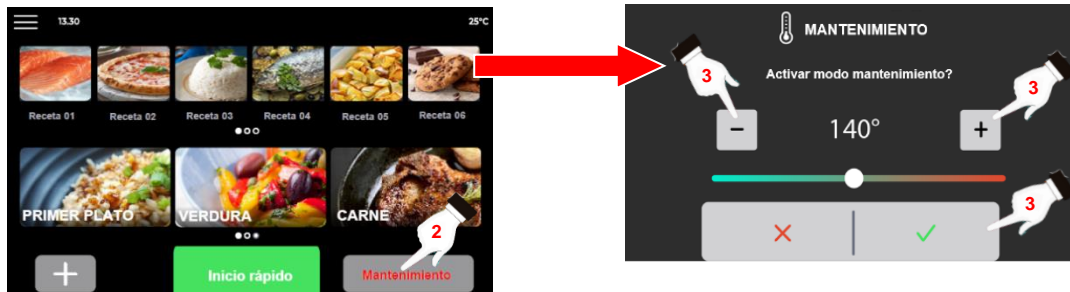 13.30
25°C
Receta 01
Receta 02
Receta 03
Receta 04
Receta 05
Receta 06
PRIMER PLATO
VERDURA
CARNE
2
+
Inicio rápido
Mantenimiento
MANTENIMIENTO
3
Activar modo mantenimiento?
3
−
140°
+
3